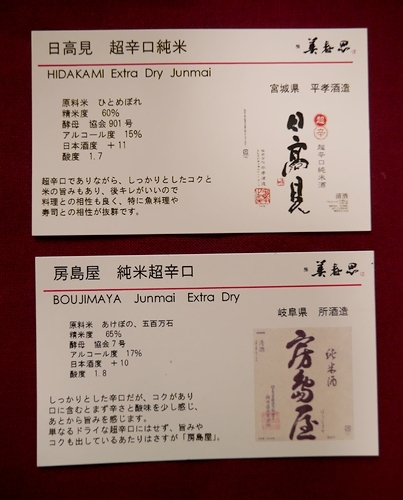 日高見　超辛口純米
美寿思
HIDAKAMI Extra Dry Junmai
宮城県　平孝酒造
原料米　ひとめぼれ
精米度　60%
酵母　協会901号
アルコール度　15%
日本酒度　＋11
酸度　1.7
超辛
超辛口純米酒
日高見
超辛口でありながら、しっかりとしたコクと
米の旨みもあり、後キレがいいので
料理との相性も良く、特に魚料理や
寿司との相性が抜群です。
房島屋　純米超辛口
美寿思
BOUJIMAYA Junmai Extra Dry
岐阜県　所酒造
原料米　あけぼの、五百万石
精米度　65%
酵母　協会7号
アルコール度　17%
日本酒度　＋10
酸度　1.8
純米酒
房島屋
しっかりとした辛口だが、コクがあり
口に含むとまず辛さと酸味を少し感じ、
あとから旨みを感じます。
単なるドライな超辛口にはせず、旨みや
コクも出しているあたりはさすが「房島屋」。